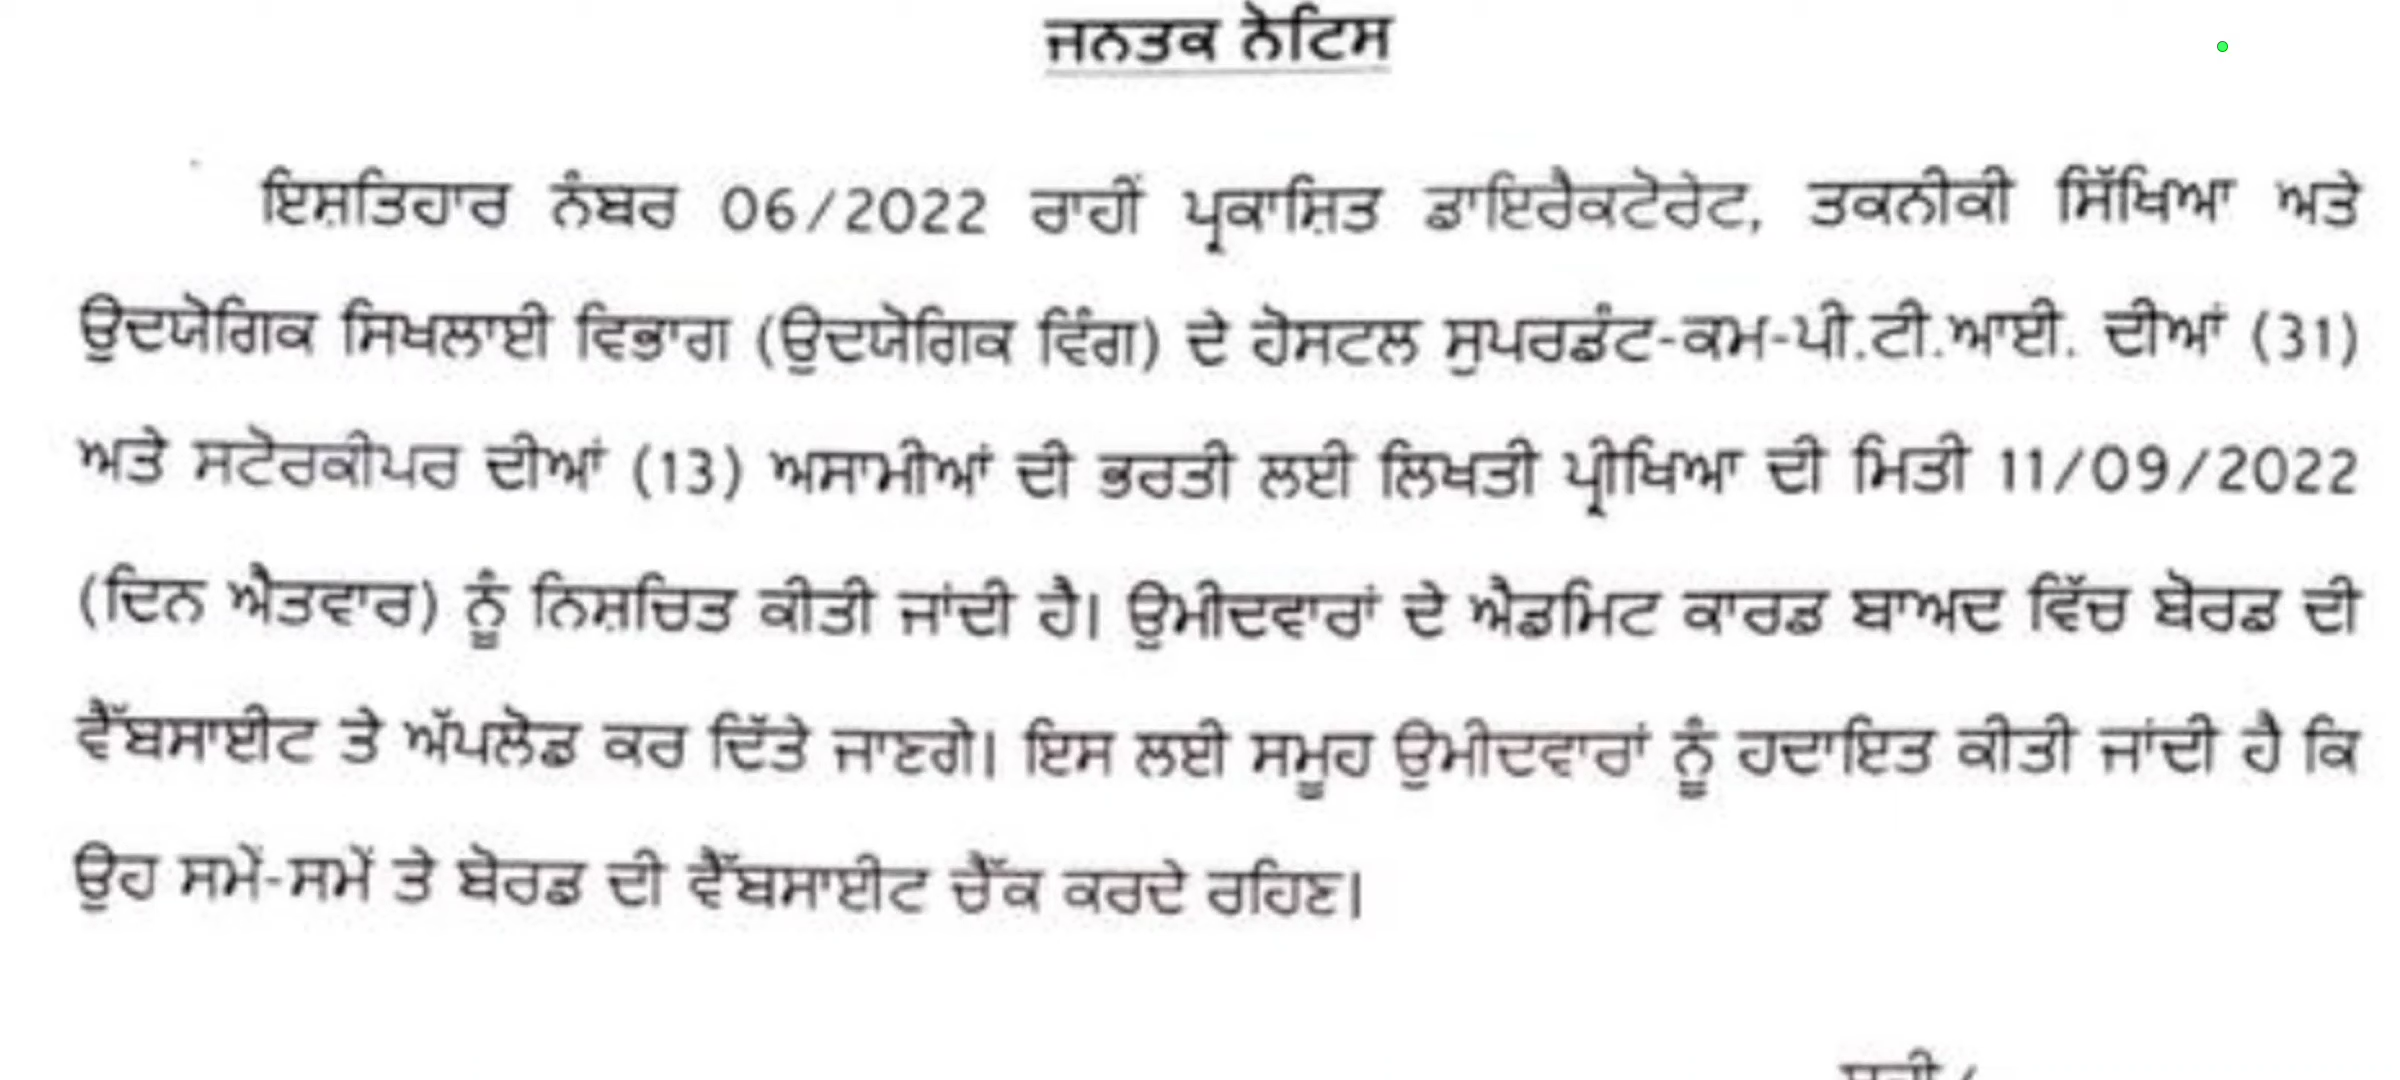 ਜਨਤਕ ਨੋਟਿਸ
ਇਸ਼ਤਿਹਾਰ ਨੰਬਰ 06/2022 ਰਾਹੀਂ ਪ੍ਰਕਾਸ਼ਿਤ ਡਾਇਰੈਕਟੋਰੇਟ, ਤਕਨੀਕੀ ਸਿੱਖਿਆ ਅਤੇ
ਉਦਯੋਗਿਕ ਸਿਖਲਾਈ ਵਿਭਾਗ (ਉਦਯੋਗਿਕ ਵਿੰਗ) ਦੇ ਹੋਸਟਲ ਸੁਪਰਡੰਟ-ਕਮ-ਪੀ.ਟੀ.ਆਈ. ਦੀਆਂ (31)
ਅਤੇ ਸਟੋਰਕੀਪਰ ਦੀਆਂ (13) ਅਸਾਮੀਆਂ ਦੀ ਭਰਤੀ ਲਈ ਲਿਖਤੀ ਪ੍ਰੀਖਿਆ ਦੀ ਮਿਤੀ 11/09/2022
(ਦਿਨ ਐਤਵਾਰ) ਨੂੰ ਨਿਸ਼ਚਿਤ ਕੀਤੀ ਜਾਂਦੀ ਹੈ। ਉਮੀਦਵਾਰਾਂ ਦੇ ਐਡਮਿਟ ਕਾਰਡ ਬਾਅਦ ਵਿੱਚ ਬੋਰਡ ਦੀ
ਵੈੱਬਸਾਈਟ ਤੇ ਅੱਪਲੋਡ ਕਰ ਦਿੱਤੇ ਜਾਣਗੇ। ਇਸ ਲਈ ਸਮੂਹ ਉਮੀਦਵਾਰਾਂ ਨੂੰ ਹਦਾਇਤ ਕੀਤੀ ਜਾਂਦੀ ਹੈ ਕਿ
ਉਹ ਸਮੇਂ-ਸਮੇਂ ਤੇ ਬੋਰਡ ਦੀ ਵੈੱਬਸਾਈਟ ਚੈੱਕ ਕਰਦੇ ਰਹਿਣ।